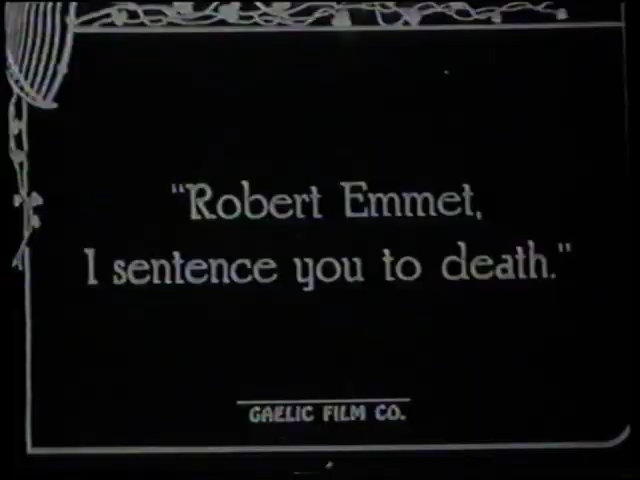 "Robert Emmet,
I sentence you to death."
GAELIC FILM CO.